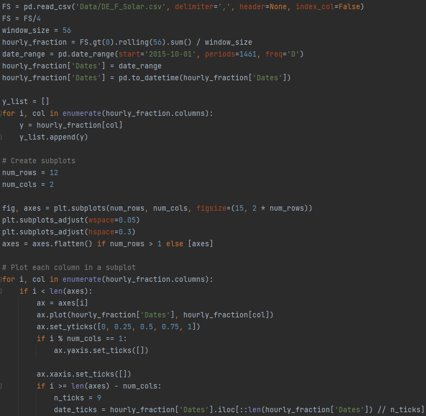 FS = pd.read_csv('Data/DE_F_Solar.csv', delimiter=',', header=None, index_col=False)
FS = FS/4
window_size = 56
hourly_fraction = FS.gt(0).rolling(56).sum() / window_size
date_range = pd.date_range(start='2015-10-01', periods=1461, freq='D')
hourly_fraction['Dates'] = date_range
hourly_fraction['Dates'] = pd.to_datetime(hourly_fraction['Dates'])
y_list = []
for i, col in enumerate(hourly_fraction.columns):
    y = hourly_fraction[col]
    y_list.append(y)
# Create subplots
num_rows = 12
num_cols = 2
fig, axes = plt.subplots(num_rows, num_cols, figsize=(15, 2 * num_rows))
plt.subplots_adjust(wspace=0.05)
plt.subplots_adjust(hspace=0.3)
axes = axes.flatten() if num_rows > 1 else [axes]
# Plot each column in a subplot
for i, col in enumerate(hourly_fraction.columns):
    if i < len(axes):
        ax = axes[i]
        ax.plot(hourly_fraction['Dates'], hourly_fraction[col])
        ax.set_yticks([0, 0.25, 0.5, 0.75, 1])
        if i % num_cols == 1:
            ax.yaxis.set_ticks([])
        ax.xaxis.set_ticks([])
        if i >= len(axes) - num_cols:
            n_ticks = 9
            date_ticks = hourly_fraction['Dates'].iloc[::len(hourly_fraction['Dates']) // n_ticks]